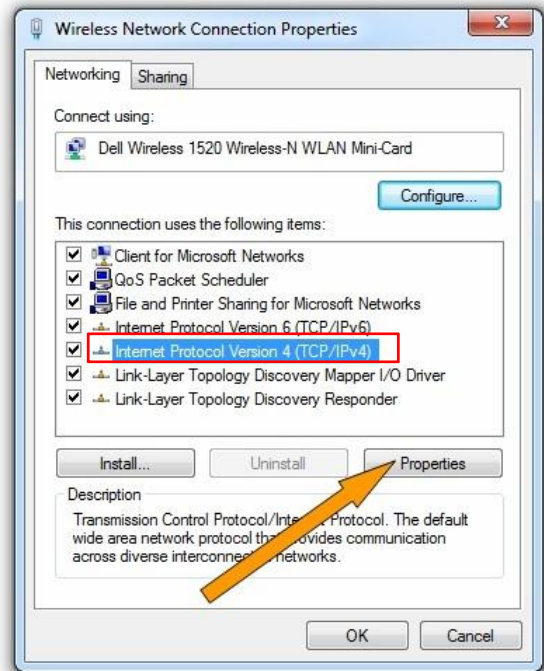 Wireless Network Connection Properties
Networking
Sharing
Connect using:
Dell Wireless 1520 Wireless-N WLAN Mini-Card
Configure...
This connection uses the following items:
Client for Microsoft Networks
QoS Packet Scheduler
File and Printer Sharing for Microsoft Networks
Internet Protocol Version 6 (TCP/IPv6)
Internet Protocol Version 4 (TCP/IPv4)
Link-Layer Topology Discovery Mapper I/O Driver
Link-Layer Topology Discovery Responder
Install...
Uninstall
Properties
Description
Transmission Control Protocol/Internet Protocol. The default
wide area network protocol that provides communication
across diverse interconnected networks.
OK
Cancel